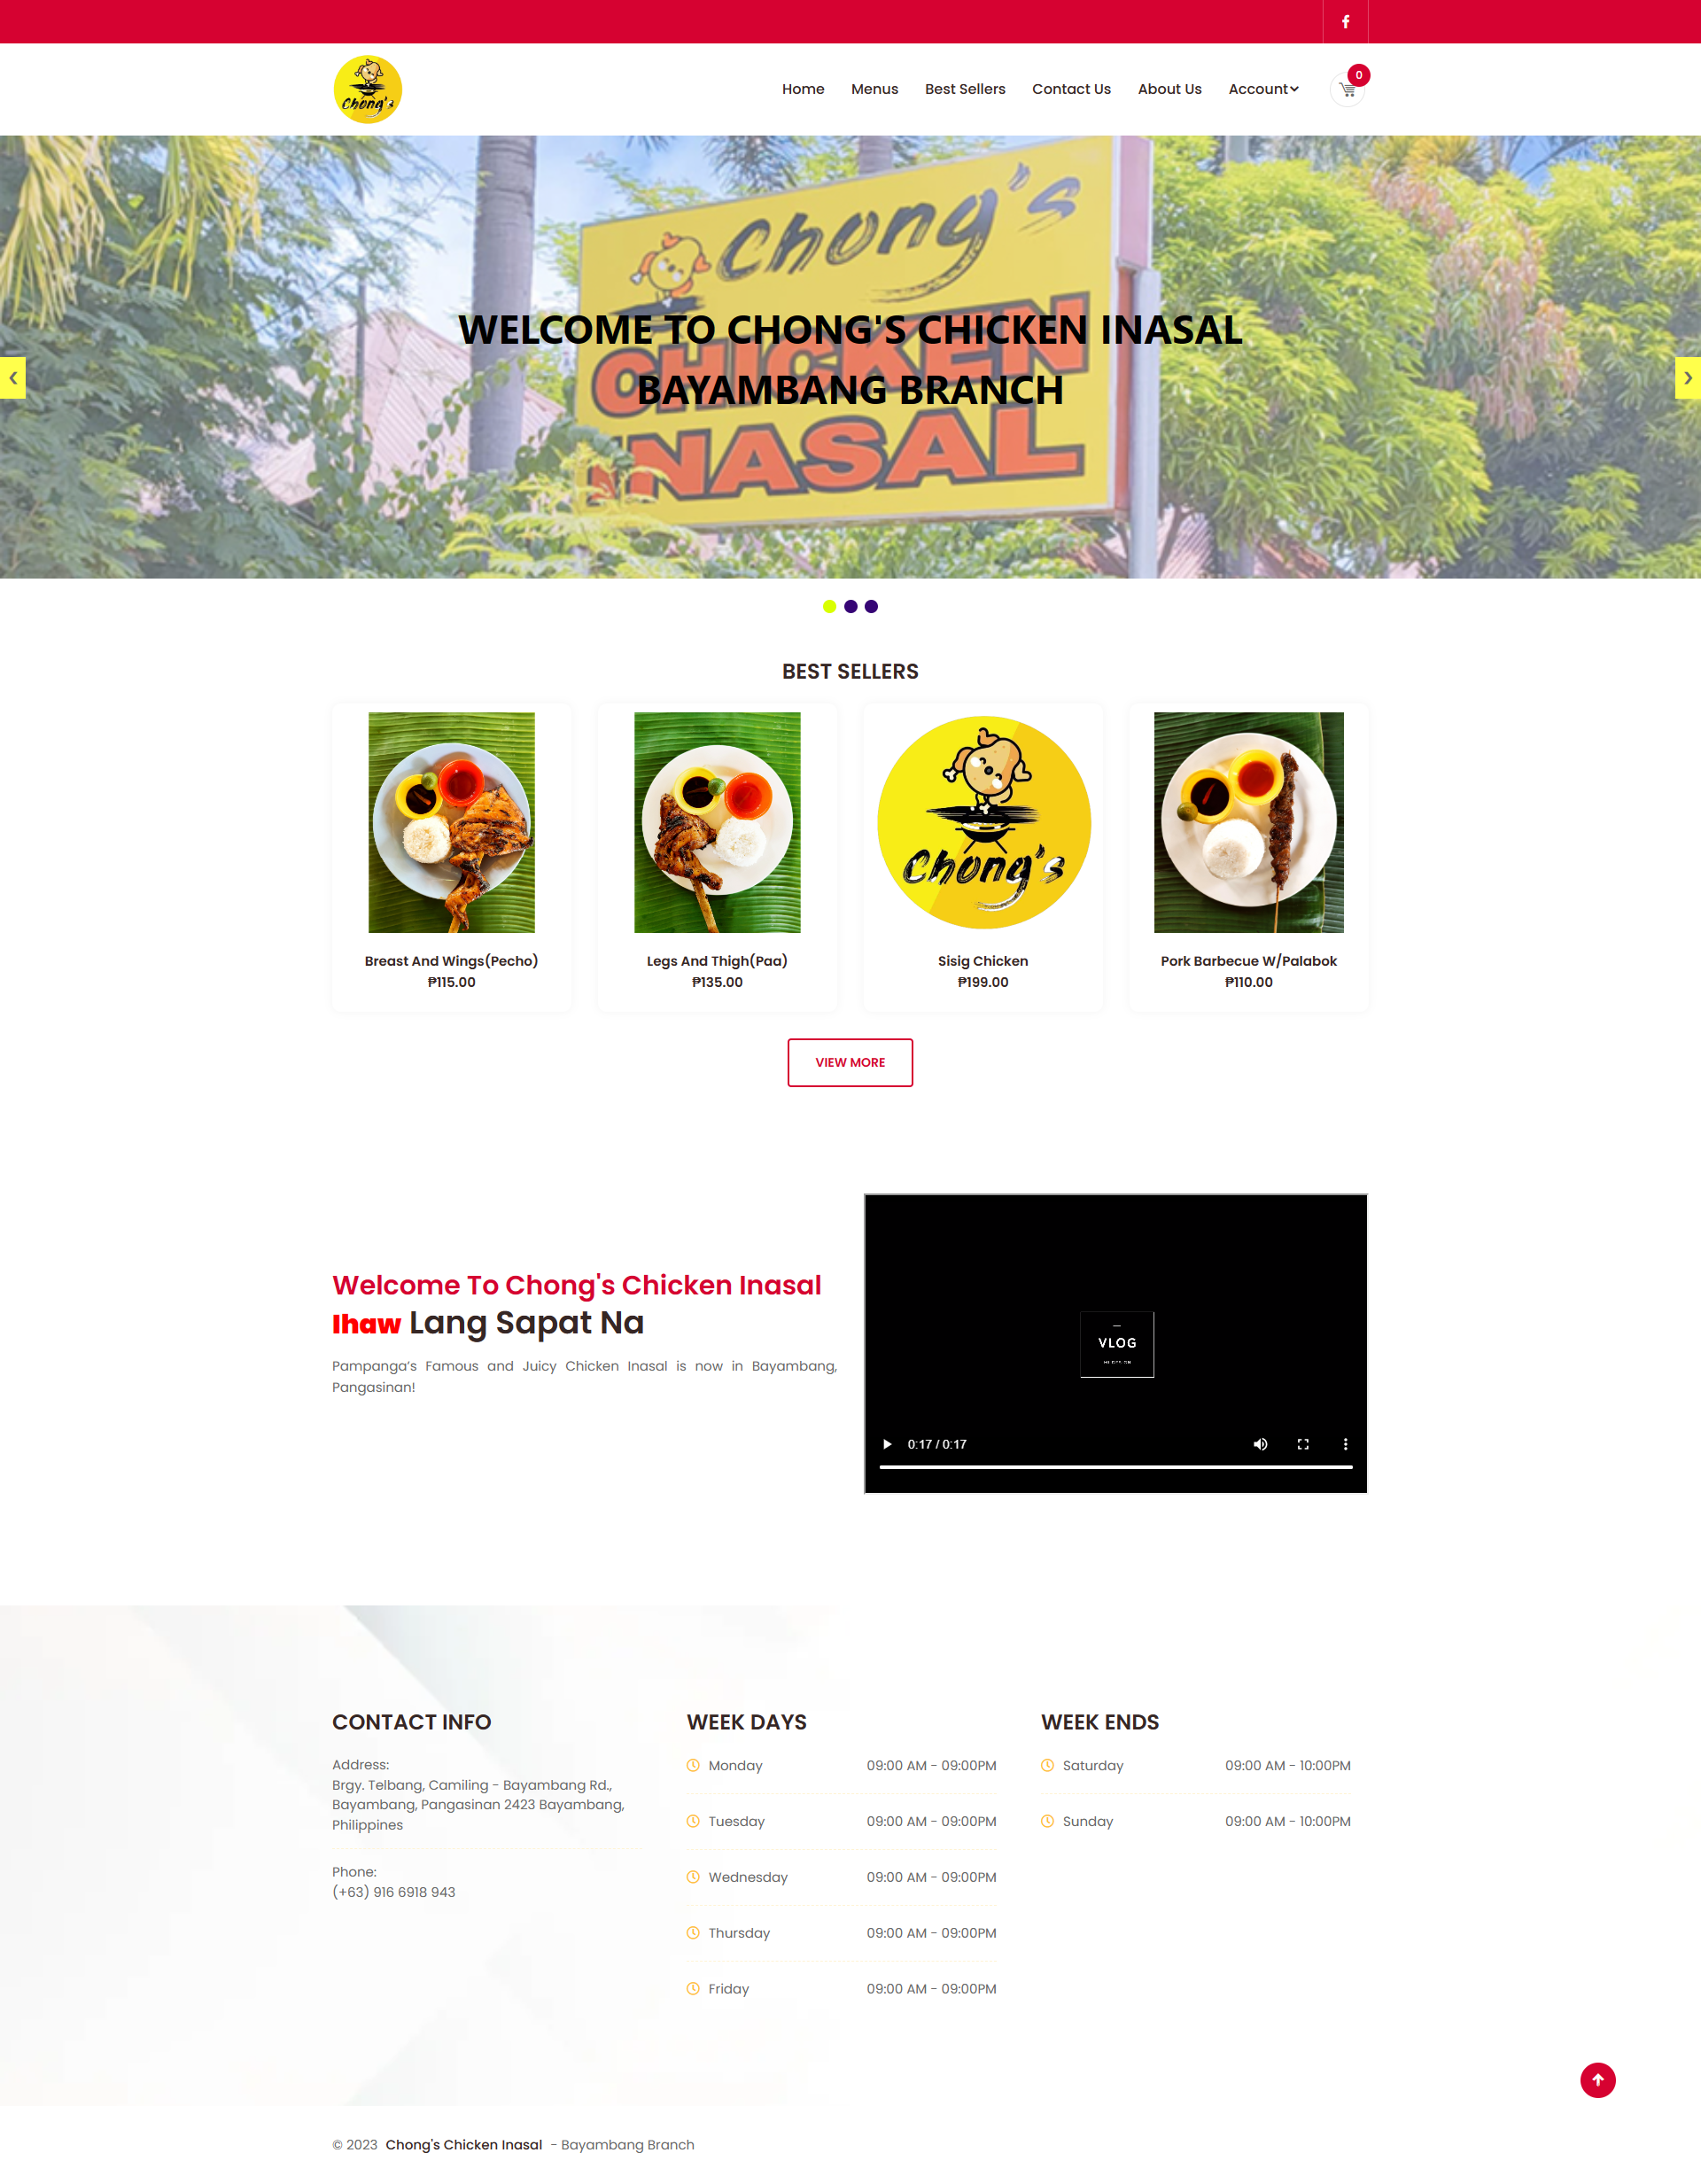 Chong's
Home Menus Best Sellers Contact Us About Us Account
0
Chong's
CHICKEN
INASAL
WELCOME TO CHONG'S CHICKEN INASAL
BAYAMBANG BRANCH
BEST SELLERS
Chong's
Breast And Wings(Pecho)
₱115.00
Legs And Thigh(Paa)
₱135.00
Sisig Chicken
₱199.00
Pork Barbecue W/Palabok
₱110.00
VIEW MORE
Welcome To Chong's Chicken Inasal
Ihaw Lang Sapat Na
Pampanga’s Famous and Juicy Chicken Inasal is now in Bayambang,
Pangasinan!
VLOG
0:17 / 0:17
CONTACT INFO
Address:
Brgy. Telbang, Camiling - Bayambang Rd.,
Bayambang, Pangasinan 2423 Bayambang,
Philippines
Phone:
(+63) 916 6918 943
WEEK DAYS
Monday 09:00 AM - 09:00PM
Tuesday 09:00 AM - 09:00PM
Wednesday 09:00 AM - 09:00PM
Thursday 09:00 AM - 09:00PM
Friday 09:00 AM - 09:00PM
WEEK ENDS
Saturday 09:00 AM - 10:00PM
Sunday 09:00 AM - 10:00PM
© 2023 Chong's Chicken Inasal - Bayambang Branch